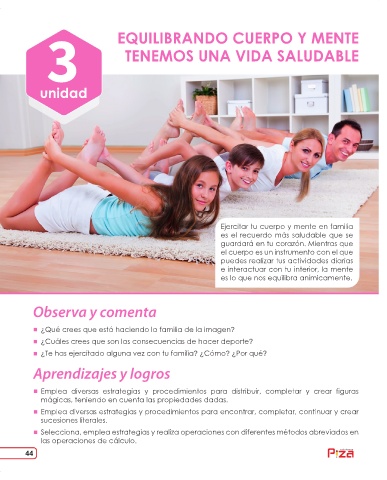 EQUILIBRANDO CUERPO Y MENTE
TENEMOS UNA VIDA SALUDABLE
3
unidad
Ejercitar tu cuerpo y mente en familia
es el recuerdo más saludable que se
guardará en tu corazón. Mientras que
el cuerpo es un instrumento con el que
puedes realizar tus actividades diarias
e interactuar con tu interior, la mente
es lo que nos equilibra anímicamente.
Observa y comenta
¿Qué crees que está haciendo la familia de la imagen?
¿Cuáles crees que son las consecuencias de hacer deporte?
¿Te has ejercitado alguna vez con tu familia? ¿Cómo? ¿Por qué?
Aprendizajes y logros
Emplea diversas estrategias y procedimientos para distribuir, completar y crear figuras
mágicas, teniendo en cuenta las propiedades dadas.
Emplea diversas estrategias y procedimientos para encontrar, completar, continuar y crear
sucesiones literales.
Selecciona, emplea estrategias y realiza operaciones con diferentes métodos abreviados en
las operaciones de cálculo.
44